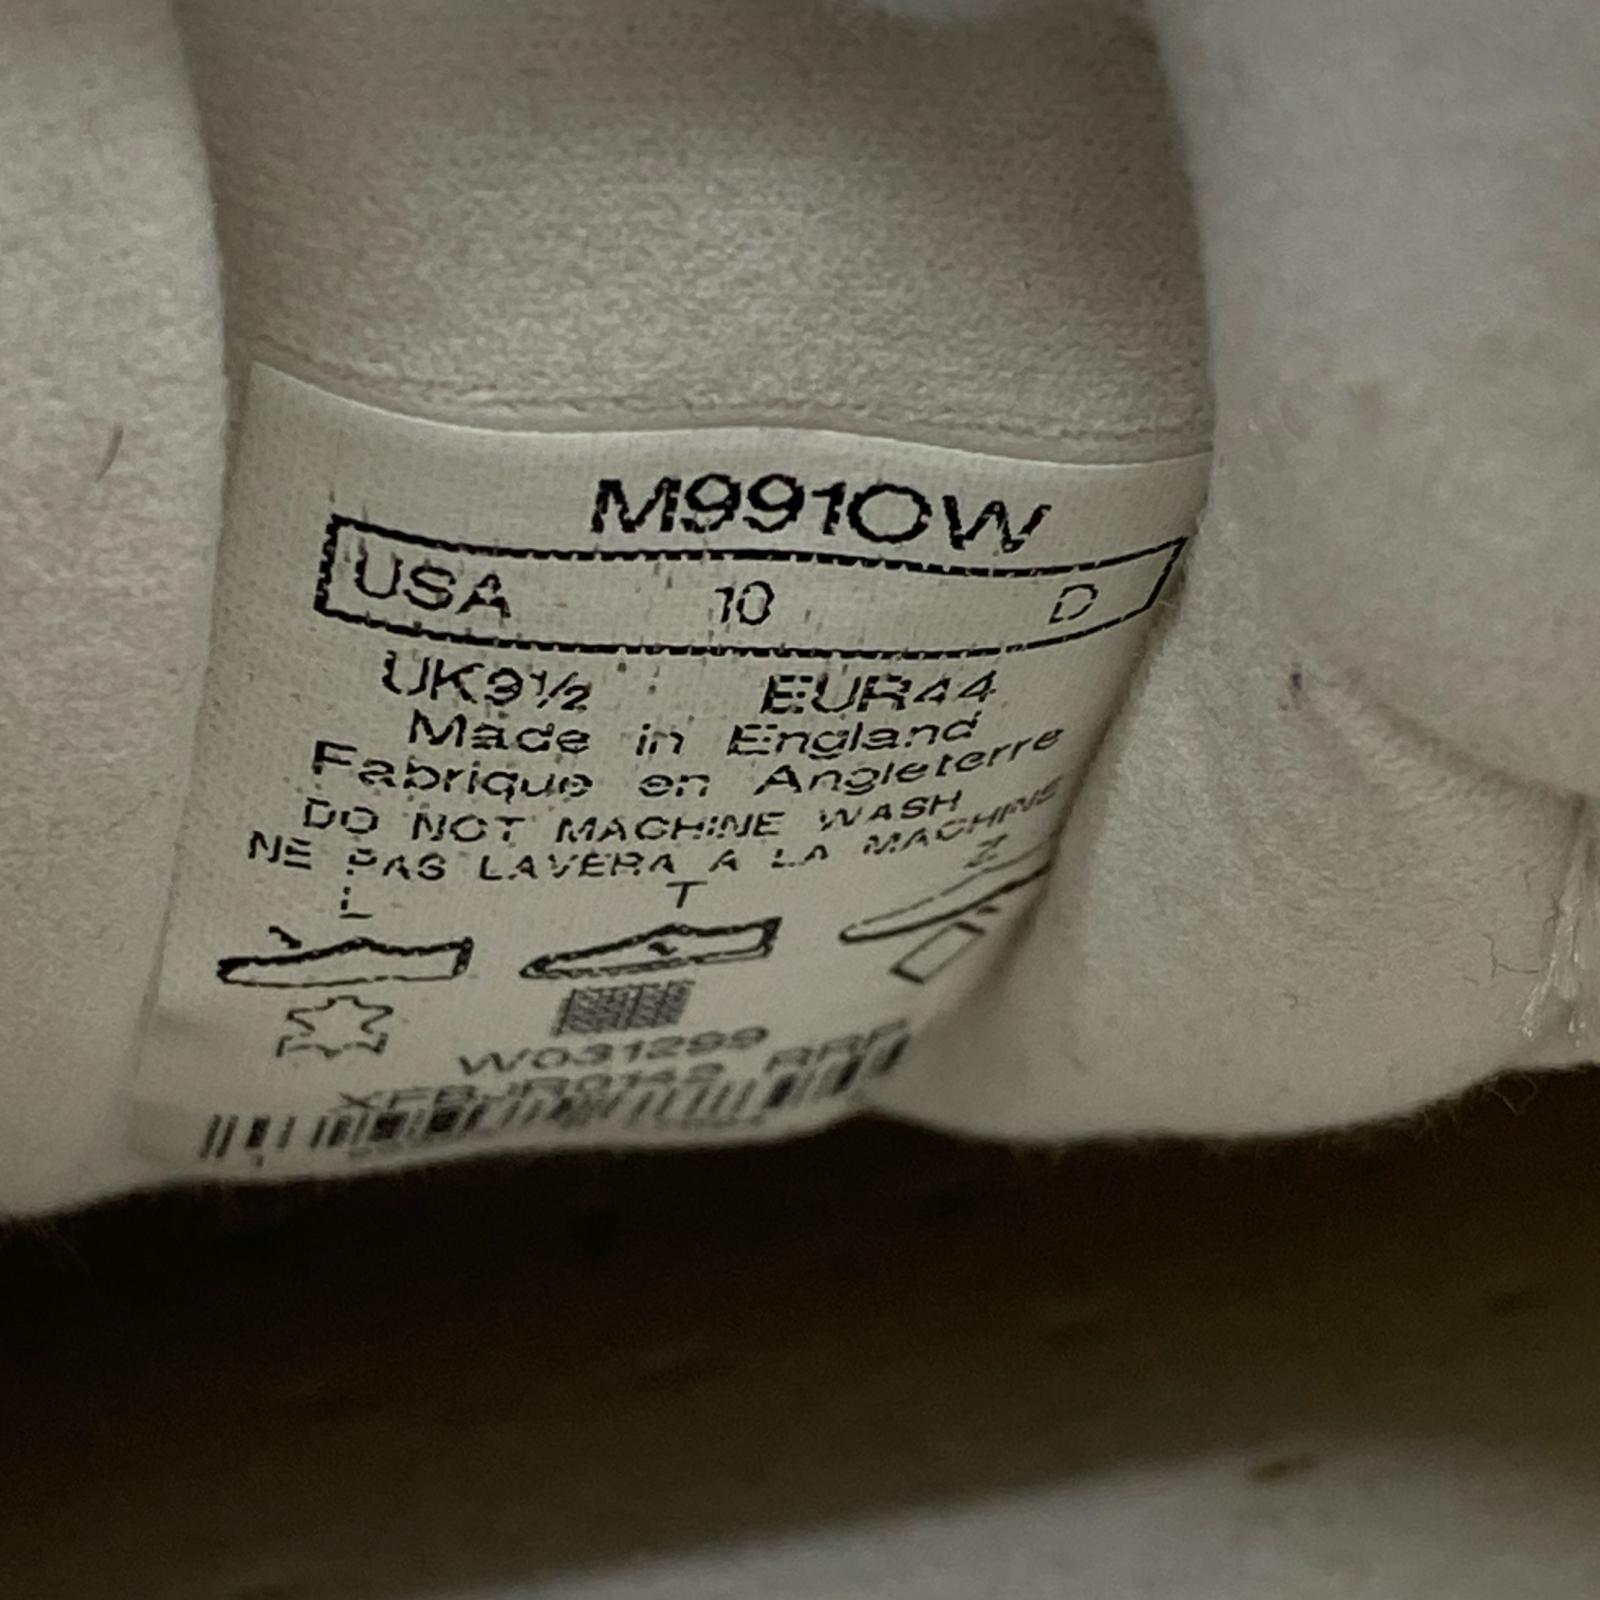 M991OW
USA 10 D
UK9½ EUR44
Made in England
Fabrique en Angleterre
DO NOT MACHINE WASH
NE PAS LAVERA A LA MACHINE
L T Z
W031299